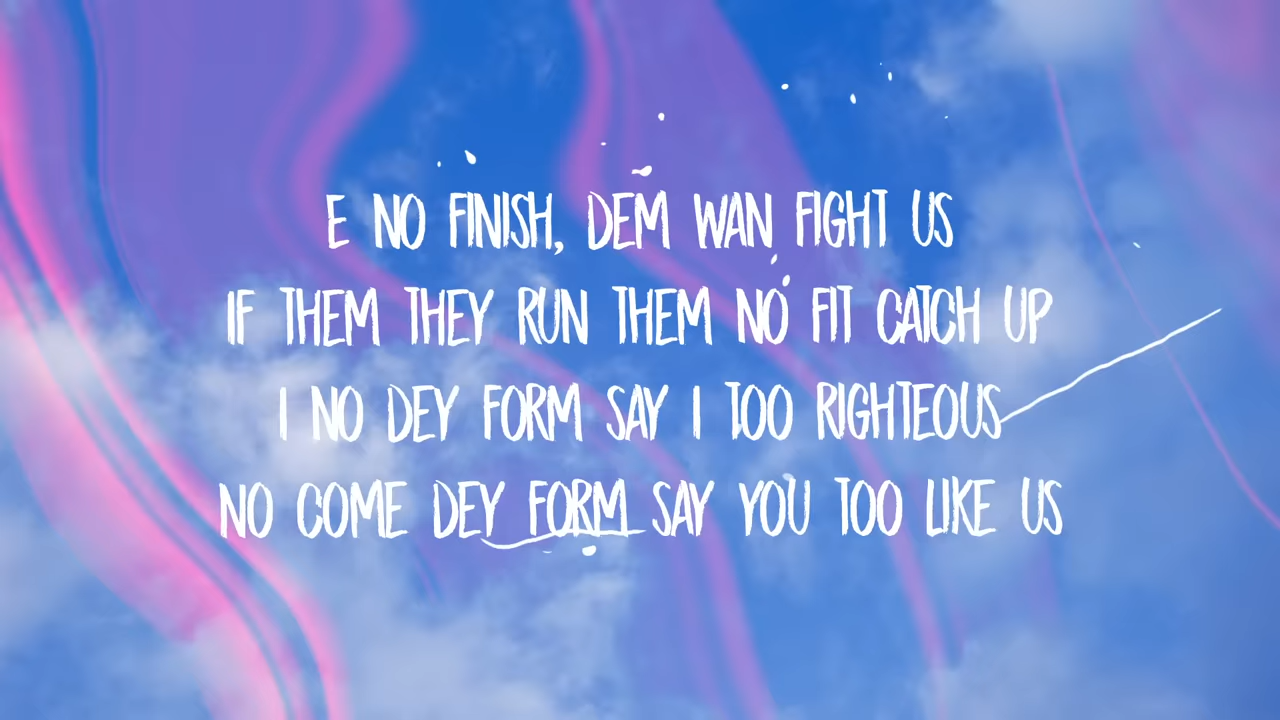 E NO FINISH, DEM WAN FIGHT US
IF THEM THEY RUN THEM NO FIT CATCH UP
I NO DEY FORM SAY I TOO RIGHTEOUS
NO COME DEY FORM SAY YOU TOO LIKE US